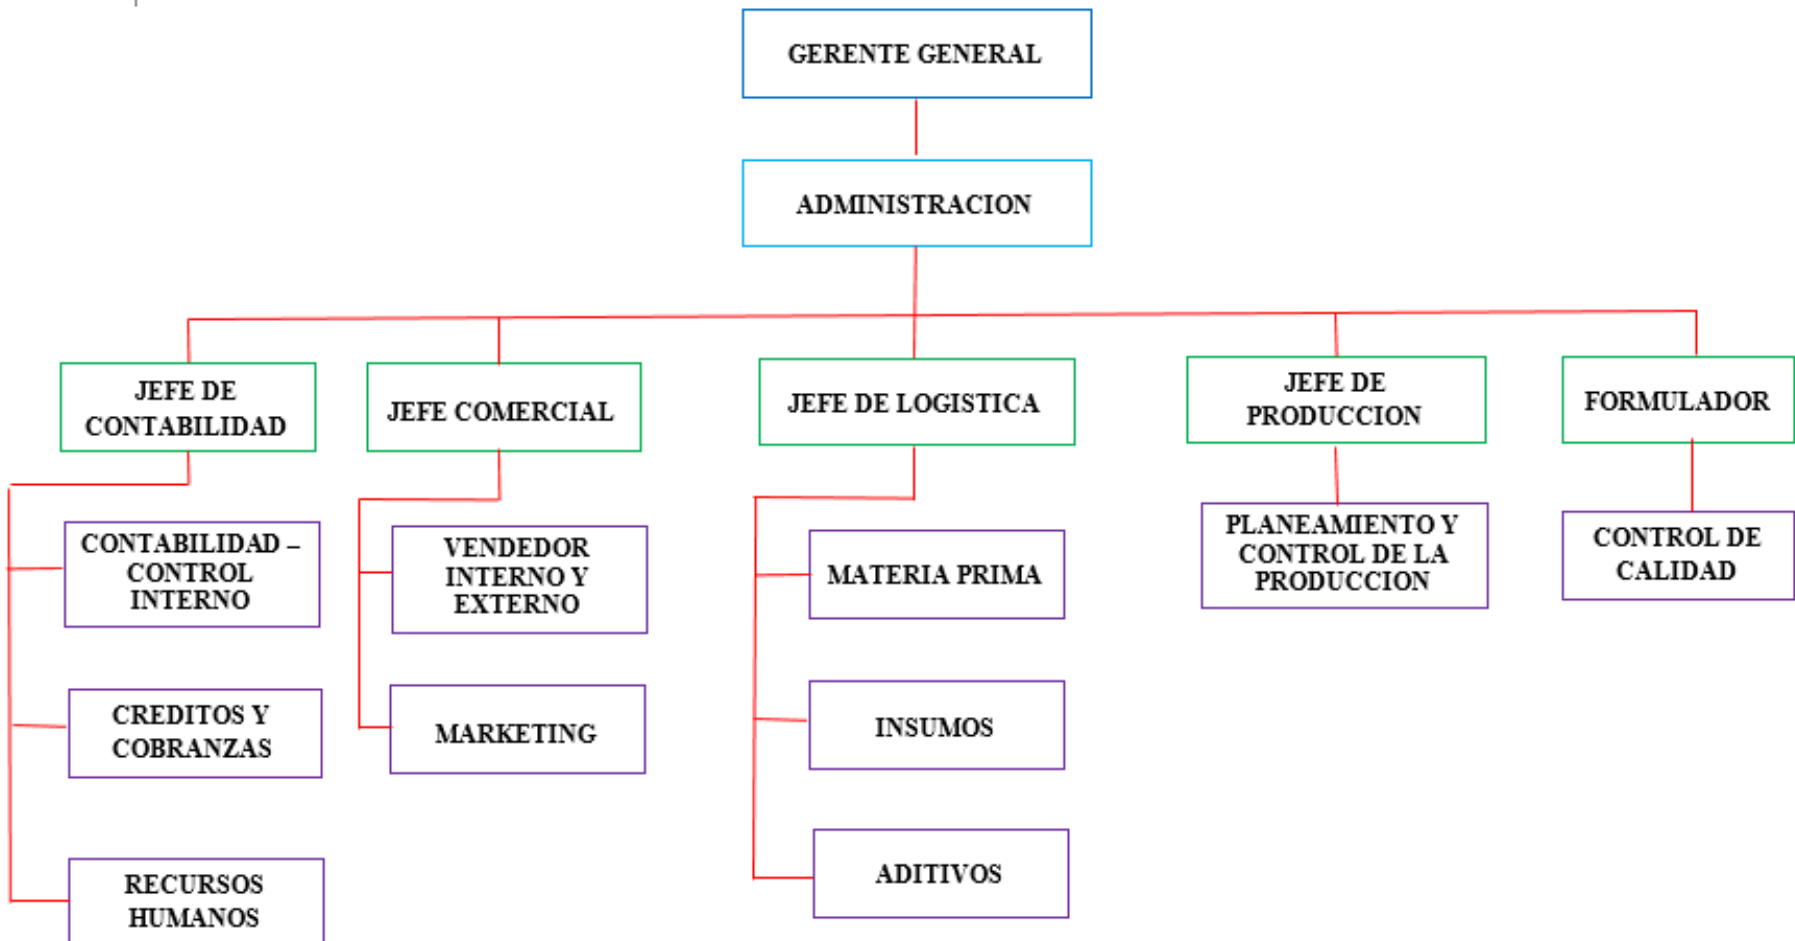 GERENTE GENERAL
ADMINISTRACION
JEFE DE
CONTABILIDAD
JEFE COMERCIAL
JEFE DE LOGISTICA
JEFE DE
PRODUCCION
FORMULADOR
CONTABILIDAD –
CONTROL
INTERNO
CREDITOS Y
COBRANZAS
RECURSOS
HUMANOS
VENDEDOR
INTERNO Y
EXTERNO
MARKETING
MATERIA PRIMA
INSUMOS
ADITIVOS
PLANEAMIENTO Y
CONTROL DE LA
PRODUCCION
CONTROL DE
CALIDAD